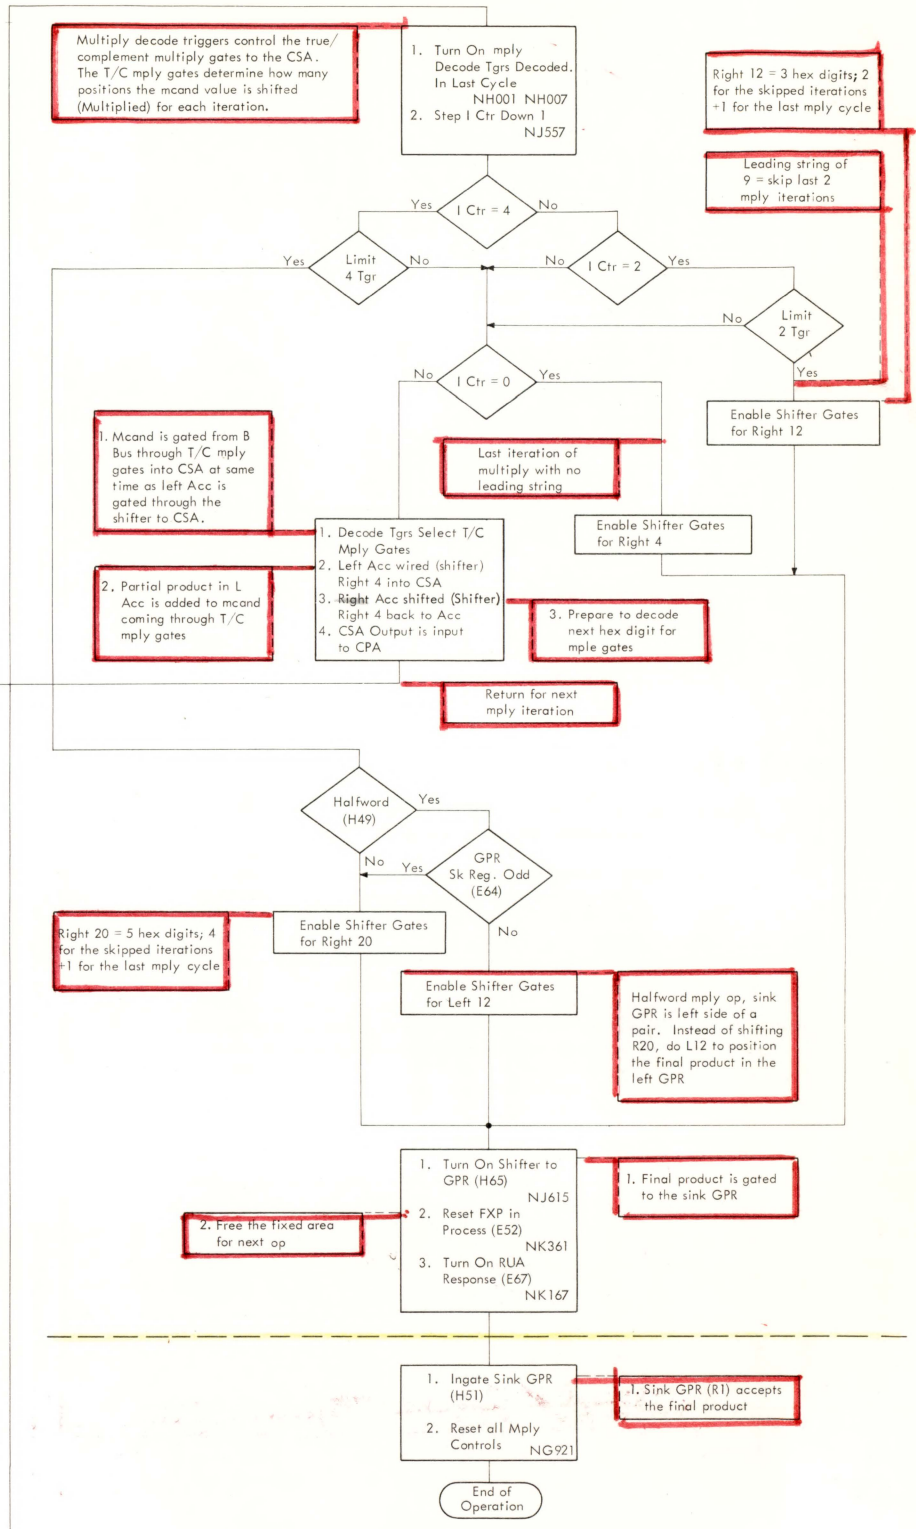 Multiply decode triggers control the true/
complement multiply gates to the CSA.
The T/C mply gates determine how many
positions the mcand value is shifted
(Multiplied) for each iteration.
1. Turn On mply
Decode Tgrs Decoded.
In Last Cycle
NH001 NH007
2. Step I Ctr Down 1
NJ557
Right 12 = 3 hex digits; 2
for the skipped iterations
+1 for the last mply cycle
Leading string of
9 = skip last 2
mply iterations
Yes
I Ctr = 4
No
Yes
Limit
4 Tgr
No
No
I Ctr = 2
Yes
No
Limit
2 Tgr
Yes
No
I Ctr = 0
Yes
Enable Shifter Gates
for Right 12
1. Mcand is gated from B
Bus through T/C mply
gates into CSA at same
time as left Acc is
gated through the
shifter to CSA.
Last iteration of
multiply with no
leading string
Enable Shifter Gates
for Right 4
1. Decode Tgrs Select T/C
Mply Gates
2. Left Acc wired (shifter)
Right 4 into CSA
3. Right Acc shifted (Shifter)
Right 4 back to Acc
4. CSA Output is input
to CPA
2. Partial product in L
Acc is added to mcand
coming through T/C
mply gates
3. Prepare to decode
next hex digit for
mple gates
Return for next
mply iteration
Halfword
(H49)
Yes
No
Yes
GPR
Sk Reg. Odd
(E64)
No
Right 20 = 5 hex digits; 4
for the skipped iterations
+1 for the last mply cycle
Enable Shifter Gates
for Right 20
Enable Shifter Gates
for Left 12
Halfword mply op, sink
GPR is left side of a
pair. Instead of shifting
R20, do L12 to position
the final product in the
left GPR
1. Turn On Shifter to
GPR (H65)
NJ615
2. Reset FXP in
Process (E52)
NK361
3. Turn On RUA
Response (E67)
NK167
1. Final product is gated
to the sink GPR
2. Free the fixed area
for next op
1. Ingate Sink GPR
(H51)
2. Reset all Mply
Controls
NG921
1. Sink GPR (R1) accepts
the final product
End of
Operation